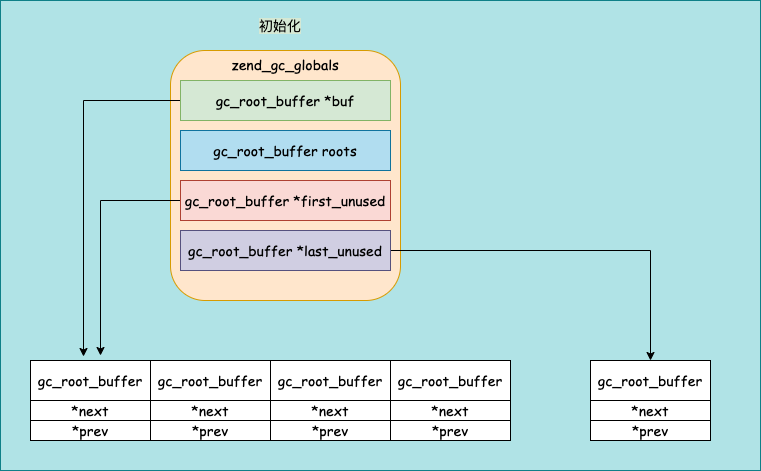 初始化
zend_gc_globals
gc_root_buffer *buf
gc_root_buffer roots
gc_root_buffer *first_unused
gc_root_buffer *last_unused
gc_root_buffer gc_root_buffer gc_root_buffer gc_root_buffer gc_root_buffer
*next *next *next *next *next
*prev *prev *prev *prev *prev